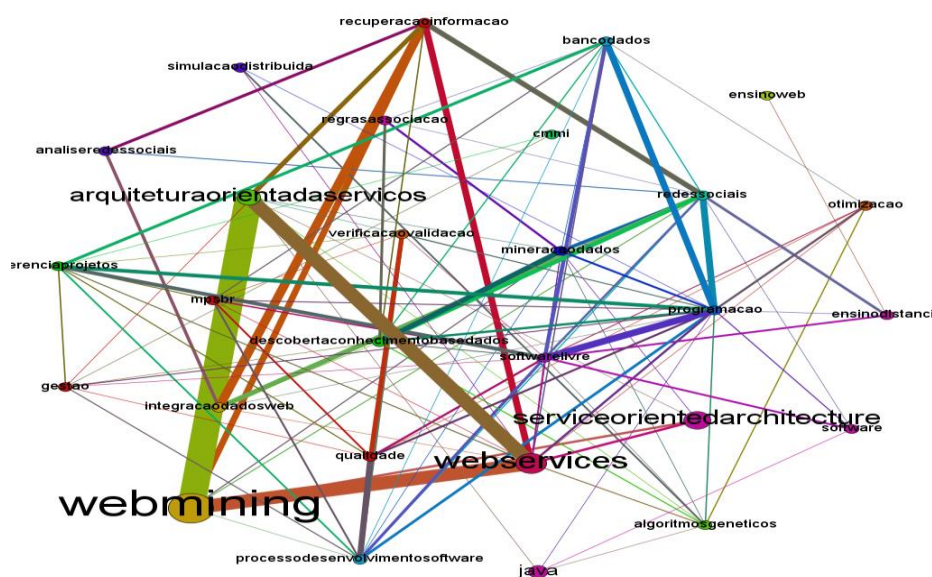 recuperacaoinformacao
bancodados
simulacaodistribuida
ensinoweb
regrasassociacao
cmmi
analiseredessociais
arquiteturaorientadaservicos
redessociais
otimizacao
verificacaovalidacao
mineracaodados
erenciaprojetos
mpsbr
programacao
ensinodistanci
descobertaconhecimentobasedados
softwarelivre
gestao
integracaodadosweb
serviceorientedarchitecture
software
qualidade
webservices
webmining
algoritmosgeneticos
processodesenvolvimentosoftware
java